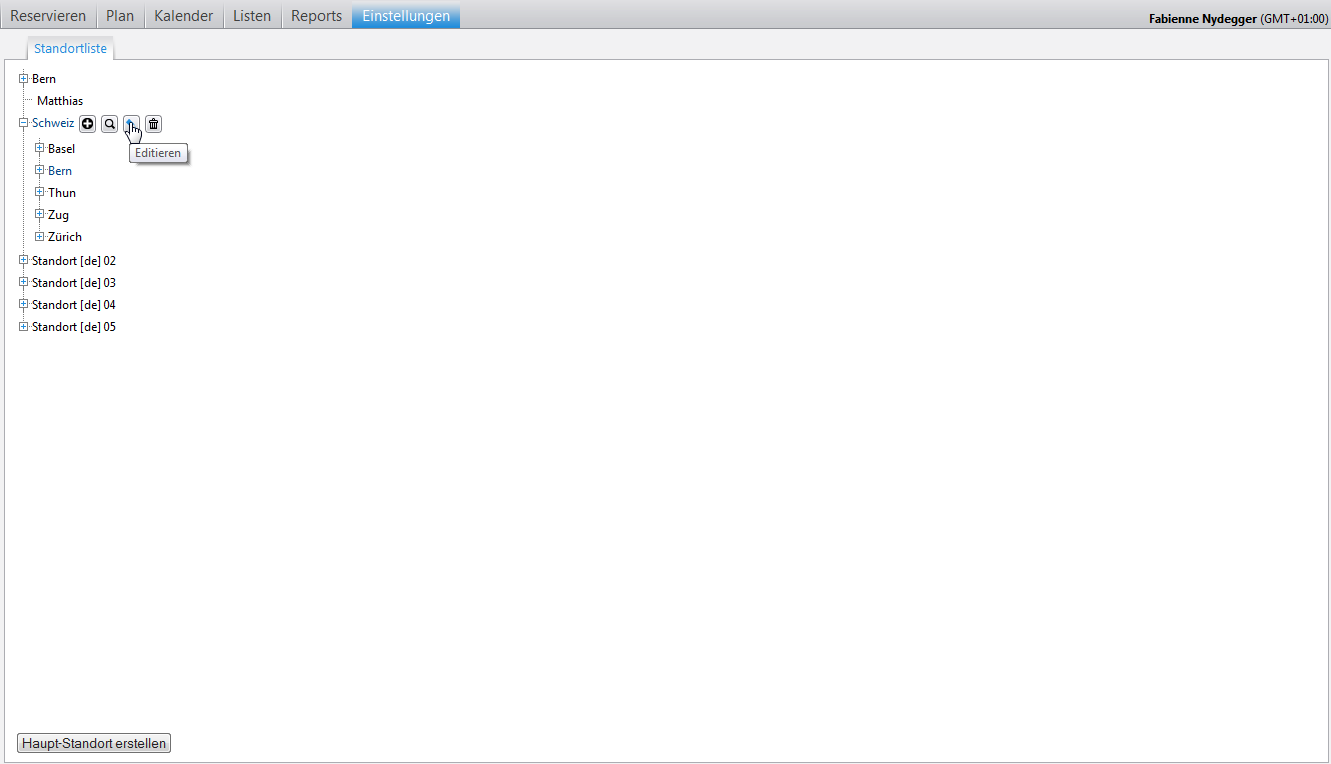 Reservieren Plan Kalender Listen Reports Einstellungen
Fabienne Nydegger (GMT+01:00)
Standortliste
Bern
Matthias
Schweiz
Editieren
Basel
Bern
Thun
Zug
Zürich
Standort [de] 02
Standort [de] 03
Standort [de] 04
Standort [de] 05
Haupt-Standort erstellen